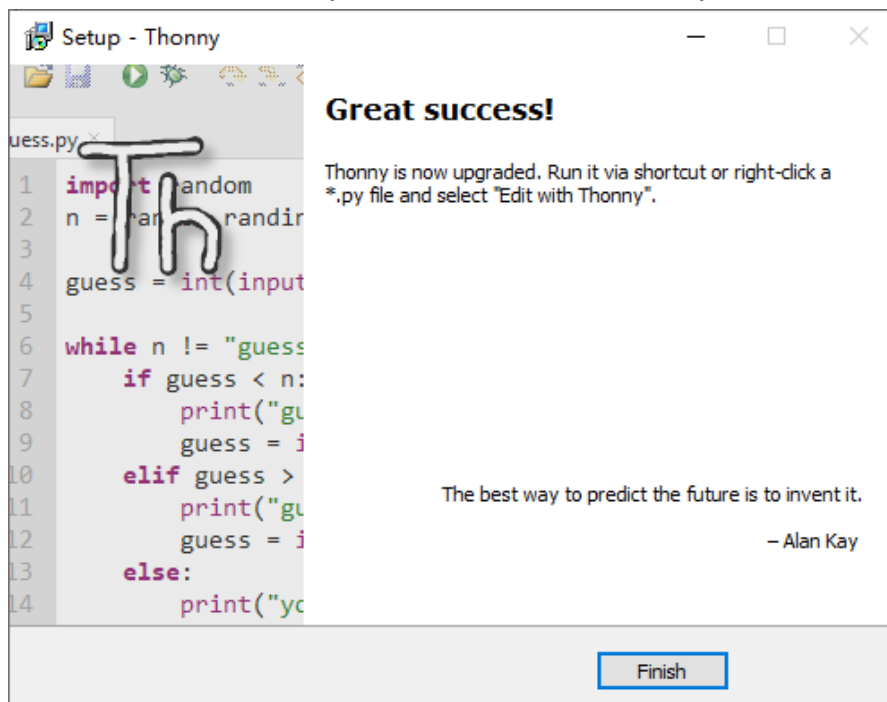 Setup - Thonny
uess.py ×
Th
Great success!
Thonny is now upgraded. Run it via shortcut or right-click a
*.py file and select "Edit with Thonny".
1 import random
2 n = randir
3
4 guess = int(input
5
6 while n != "guess
7 if guess < n:
8 print("gu
9 guess = i
10 elif guess >
11 print("gu
12 guess = i
13 else:
14 print("yo
The best way to predict the future is to invent it.
– Alan Kay
Finish